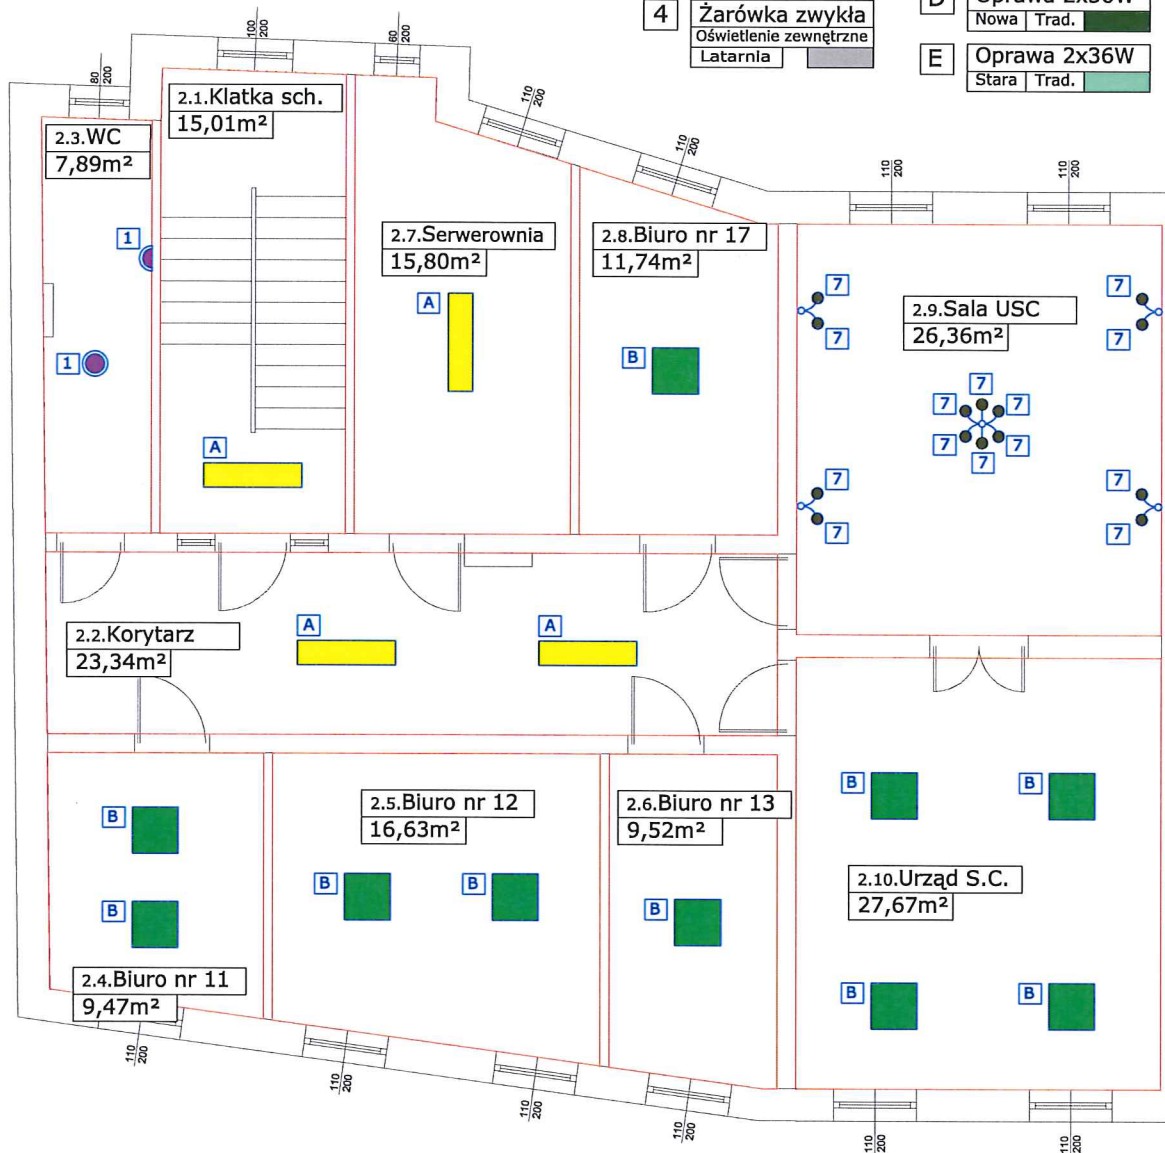 4 Żarówka zwykła
Oświetlenie zewnętrzne
Latarnia
D Oprawa 2x36W
Nowa Trad.
E Oprawa 2x36W
Stara Trad.
100
200
60
200
80
200
110
200
110
200
110
200
110
200
2.1.Klatka sch.
15,01m²
2.3.WC
7,89m²
1
1
A
2.7.Serwerownia
15,80m²
A
2.8.Biuro nr 17
11,74m²
B
2.9.Sala USC
26,36m²
7
7
7
7
7
7
7
7
7
7
7
7
7
7
2.2.Korytarz
23,34m²
A
A
B
B
2.4.Biuro nr 11
9,47m²
2.5.Biuro nr 12
16,63m²
B
B
2.6.Biuro nr 13
9,52m²
B
B
B
2.10.Urząd S.C.
27,67m²
B
B
110
200
110
200
110
200
110
200
110
200
110
200